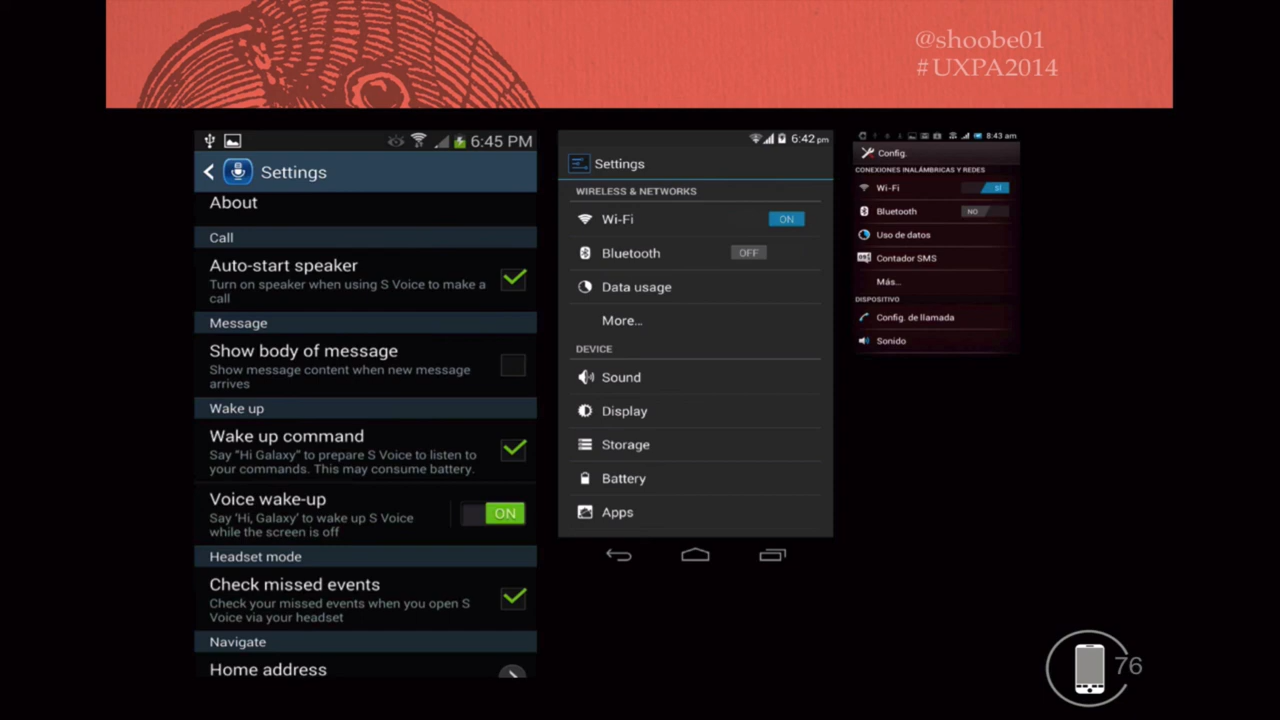 @shoobe01
#UXPA2014
6:45 PM
Settings
About
Call
Auto-start speaker
Turn on speaker when using S Voice to make a
call
Message
Show body of message
Show message content when new message
arrives
Wake up
Wake up command
Say “Hi Galaxy” to prepare S Voice to listen to
your commands. This may consume battery.
Voice wake-up
Say ‘Hi, Galaxy’ to wake up S Voice
while the screen is off
ON
Headset mode
Check missed events
Check your missed events when you open S
Voice via your headset
Navigate
Home address
6:42 pm
Settings
WIRELESS & NETWORKS
Wi-Fi
ON
Bluetooth
OFF
Data usage
More...
DEVICE
Sound
Display
Storage
Battery
Apps
8:43 am
Config.
CONEXIONES INALÁMBRICAS Y REDES
Wi-Fi
SÍ
Bluetooth
NO
Uso de datos
Contador SMS
Más...
DISPOSITIVO
Config. de llamada
Sonido
76